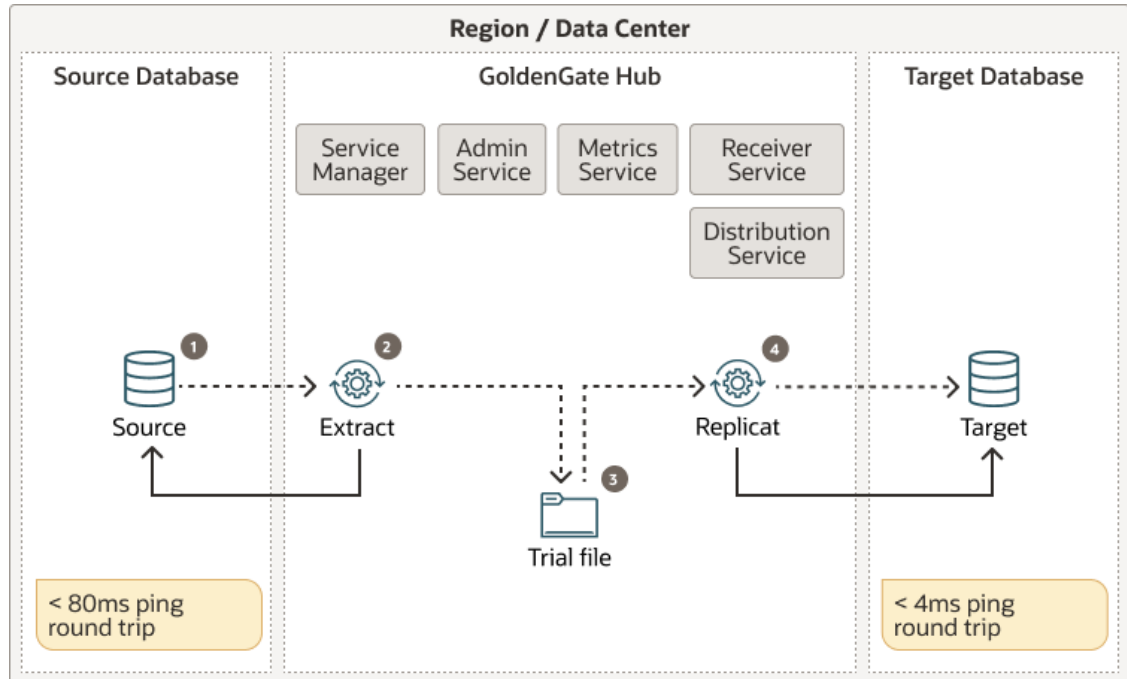 Region / Data Center
Source Database
GoldenGate Hub
Target Database
Service
Manager
Admin
Service
Metrics
Service
Receiver
Service
Distribution
Service
1
2
4
Source
Extract
Replicat
Target
3
Trial file
< 80ms ping
round trip
< 4ms ping
round trip